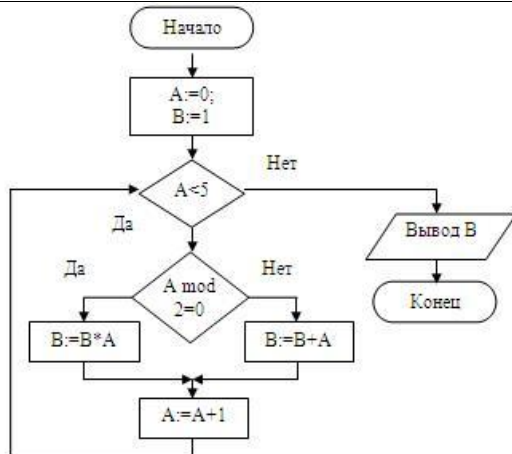 Начало
A:=0;
B:=1
A<5
Нет
Да
Вывод B
Да
A mod
2=0
Нет
Конец
B:=B*A
B:=B+A
A:=A+1